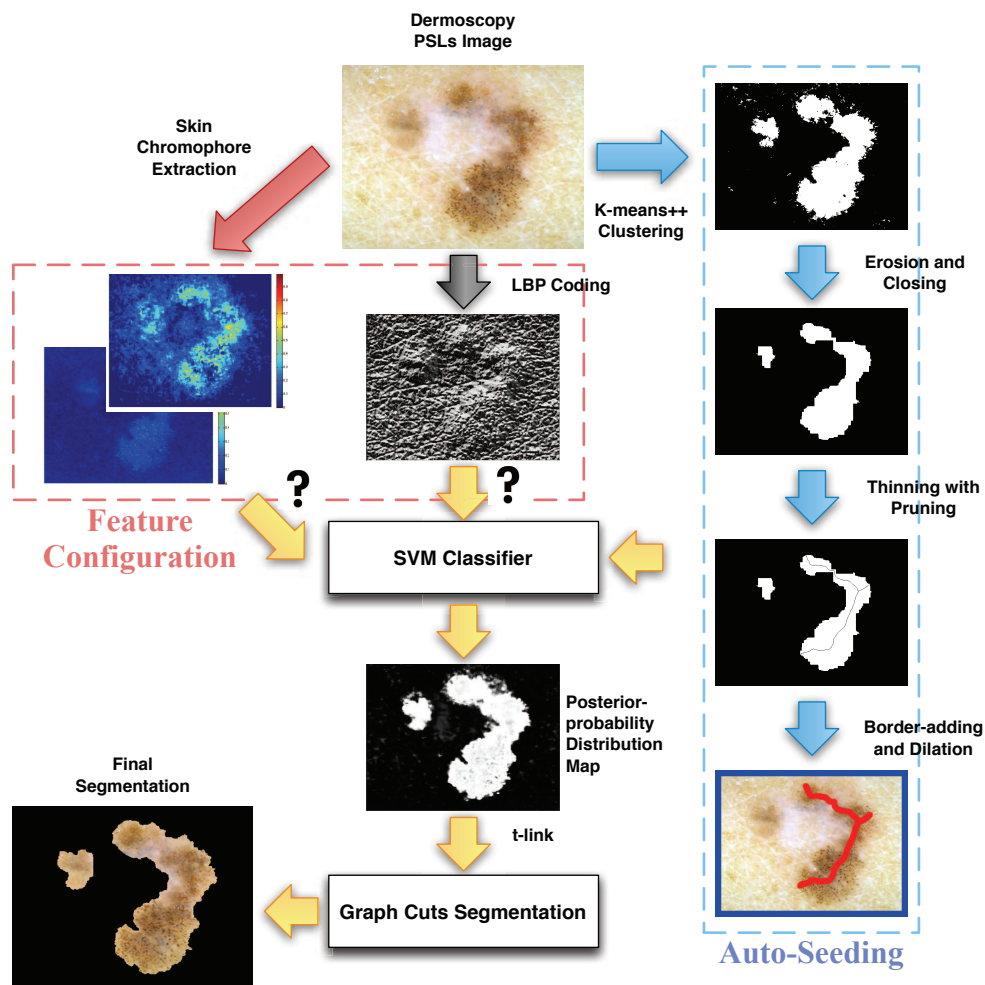 Dermoscopy
PSLs Image
Skin
Chromophore
Extraction
K-means++
Clustering
LBP Coding
Erosion and
Closing
?
?
Feature
Configuration
Thinning with
Pruning
SVM Classifier
Posterior-
probability
Distribution
Map
Border-adding
and Dilation
Final
Segmentation
t-link
Graph Cuts Segmentation
Auto-Seeding